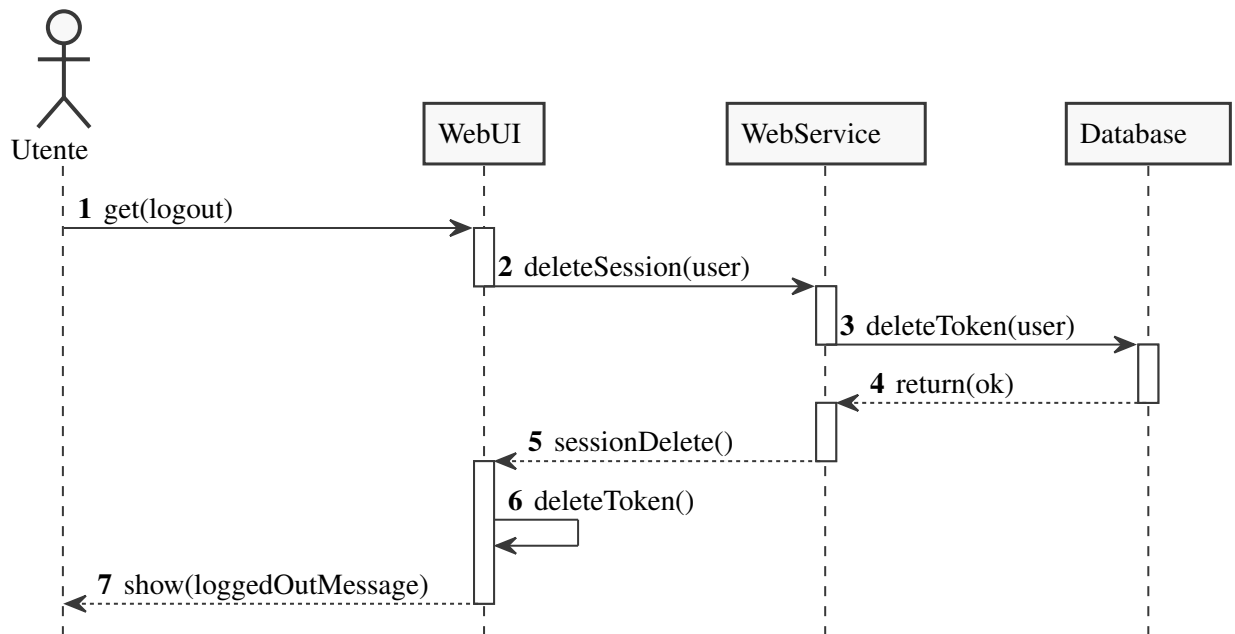 Utente
WebUI
WebService
Database
1 get(logout)
2 deleteSession(user)
3 deleteToken(user)
4 return(ok)
5 sessionDelete()
6 deleteToken()
7 show(loggedOutMessage)